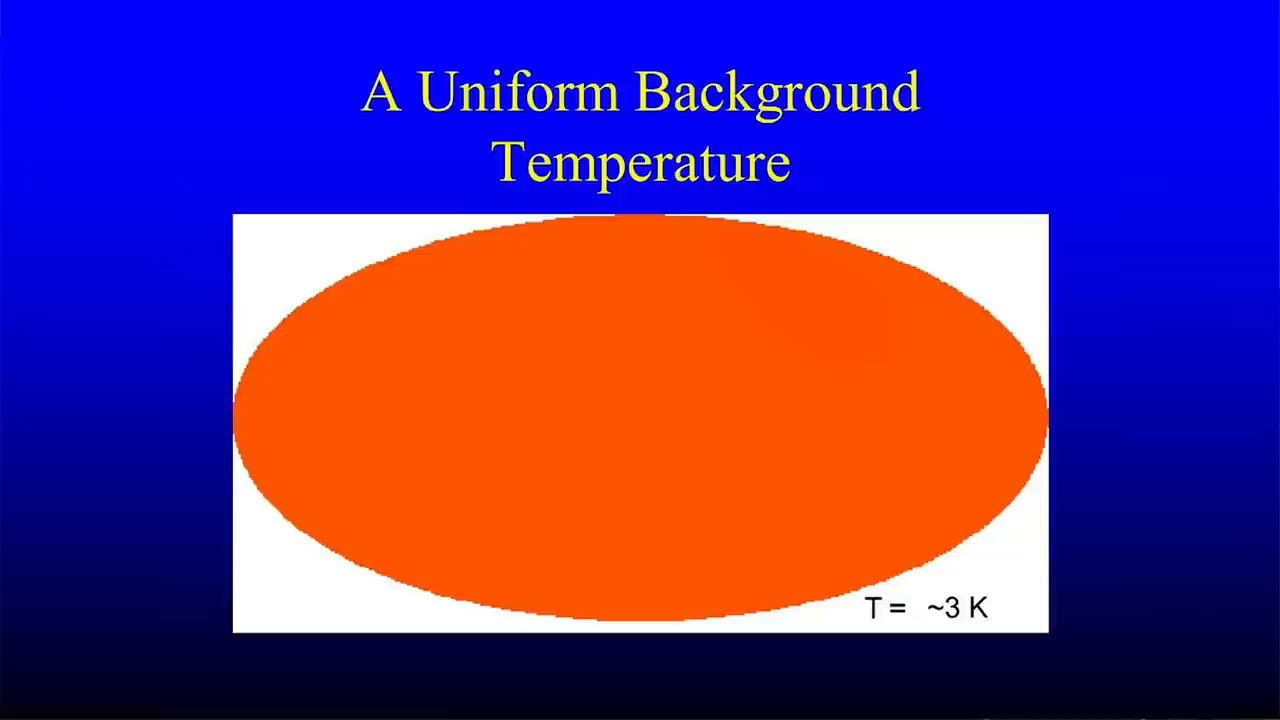 A Uniform Background
Temperature
T = ~3 K